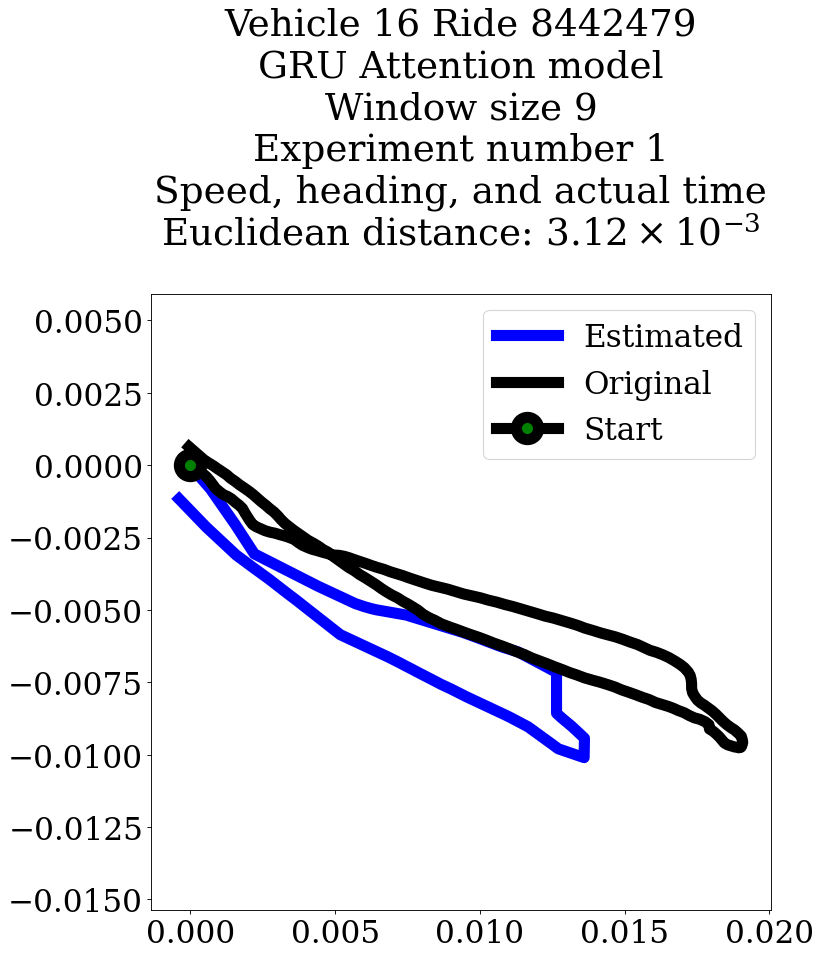 Vehicle 16 Ride 8442479
GRU Attention model
Window size 9
Experiment number 1
Speed, heading, and actual time
Euclidean distance: 3.12 × 10⁻³
Estimated
Original
Start
0.0050
0.0025
0.0000
−0.0025
−0.0050
−0.0075
−0.0100
−0.0125
−0.0150
0.000 0.005 0.010 0.015 0.020